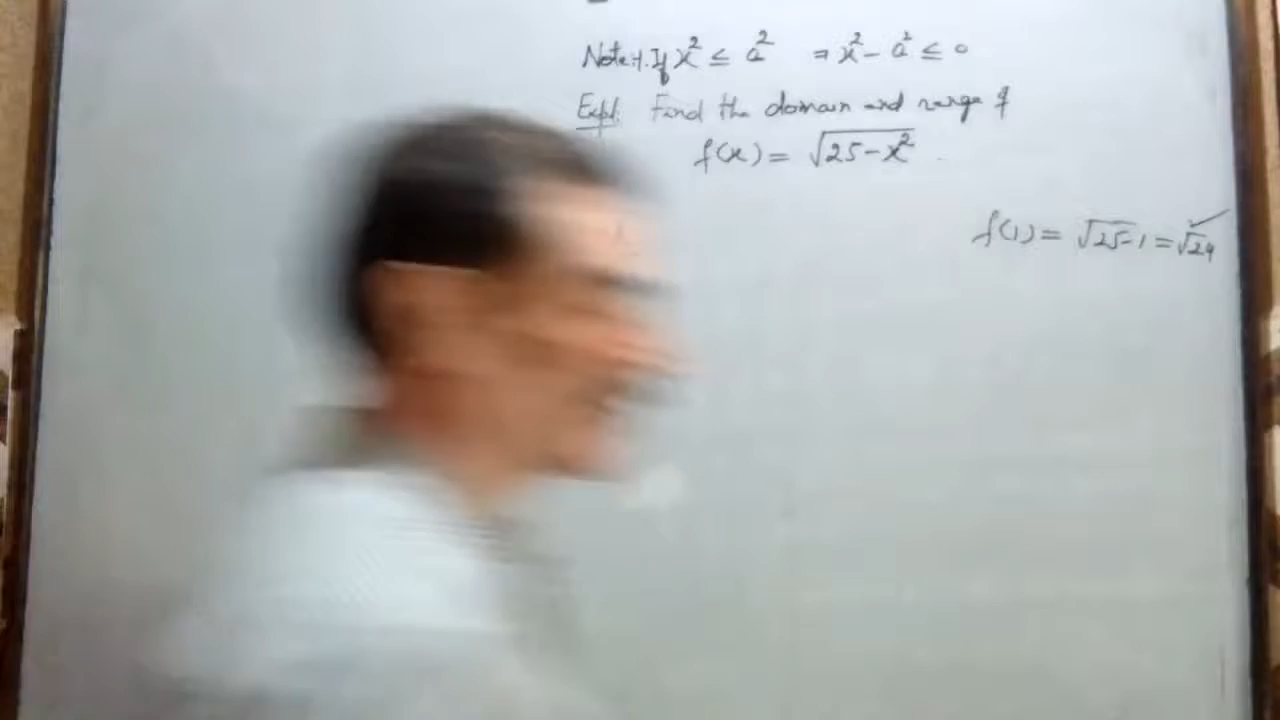 Note:1. If x² ≤ a² ⇒ x² - a² ≤ 0
Expl: Find the domain and range of
f(x) = √25-x²
f(1) = √25-1 = √24 ✓